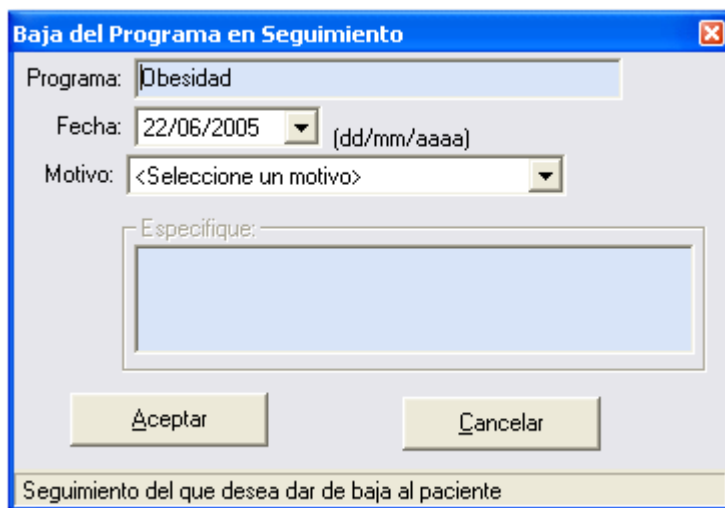 Baja del Programa en Seguimiento
Programa: Obesidad
Fecha: 22/06/2005 (dd/mm/aaaa)
Motivo: <Seleccione un motivo>
Especifique:
Aceptar Cancelar
Seguimiento del que desea dar de baja al paciente